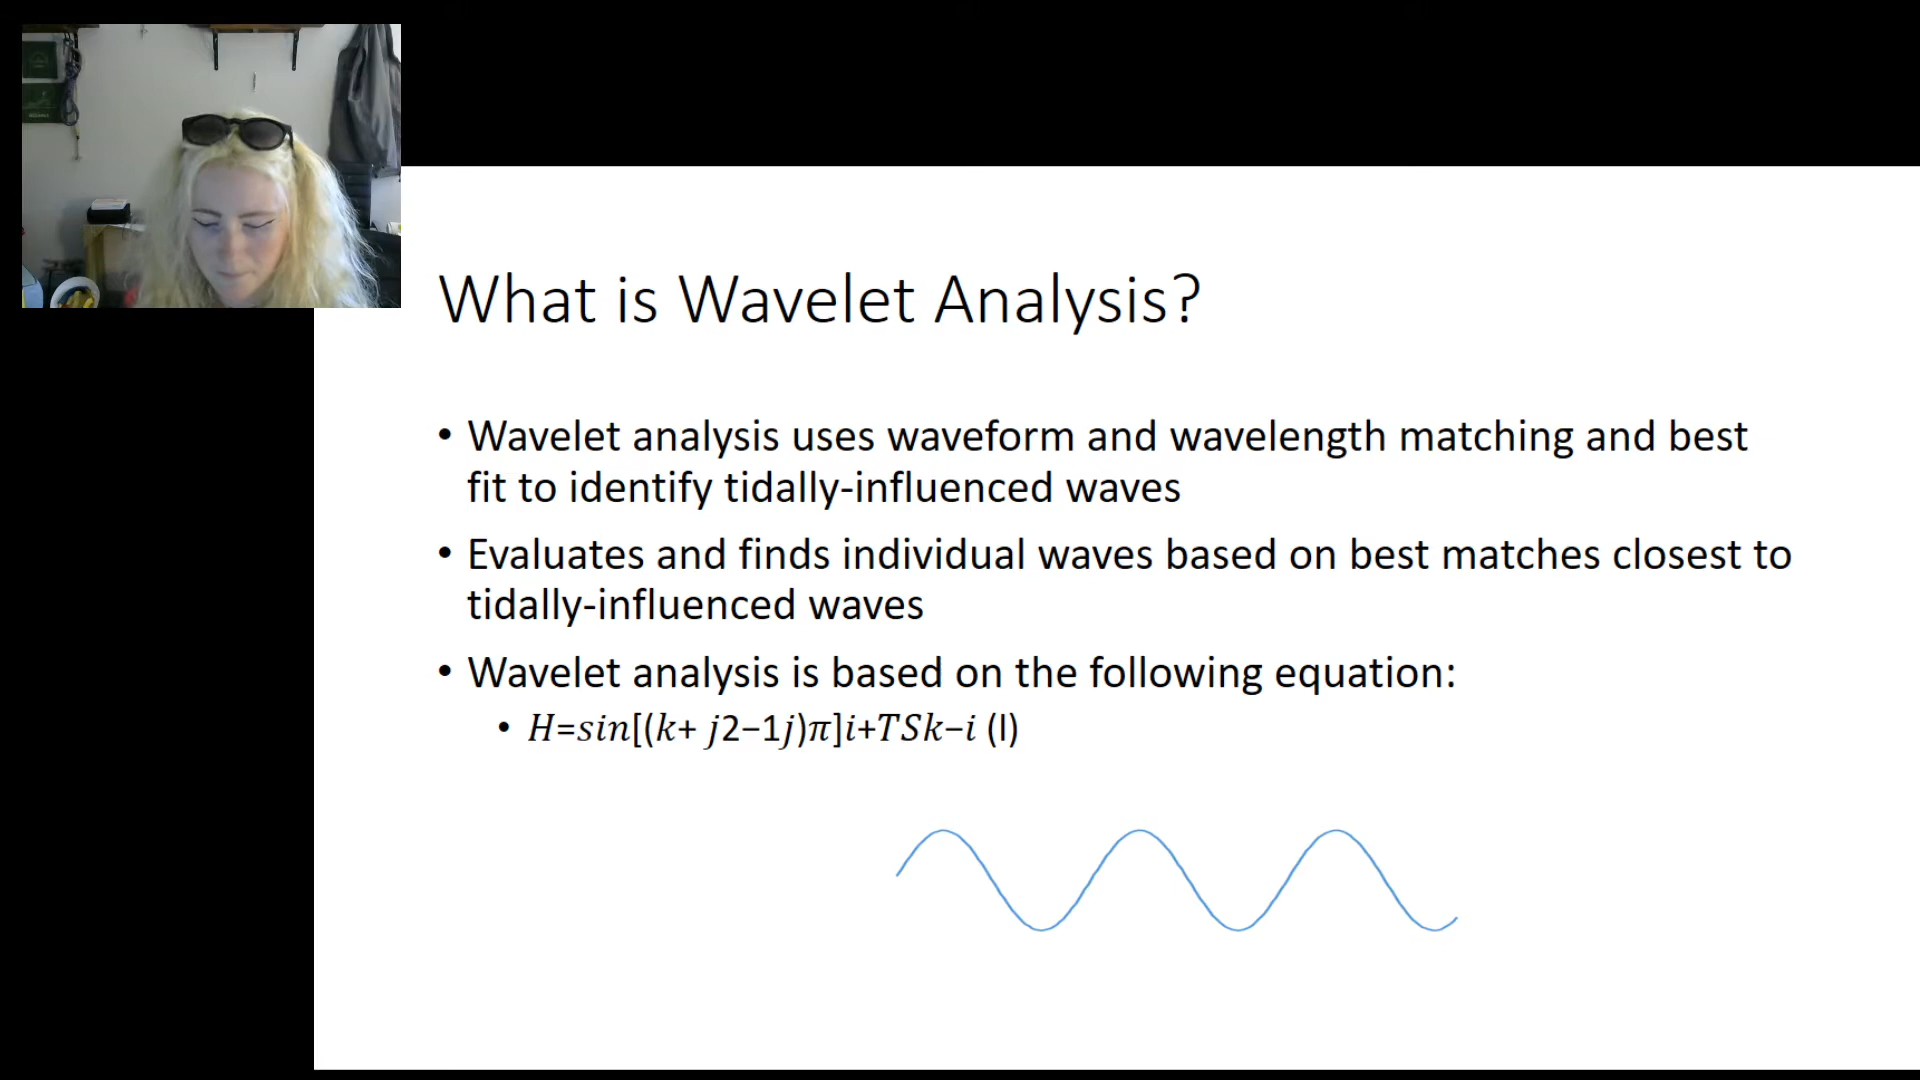 What is Wavelet Analysis?
• Wavelet analysis uses waveform and wavelength matching and best
fit to identify tidally-influenced waves
• Evaluates and finds individual waves based on best matches closest to
tidally-influenced waves
• Wavelet analysis is based on the following equation:
• 𝐻=𝑠𝑖𝑛[(𝑘+ 𝑗2−1𝑗)𝜋]𝑖+𝑇𝑆𝑘−𝑖 (I)